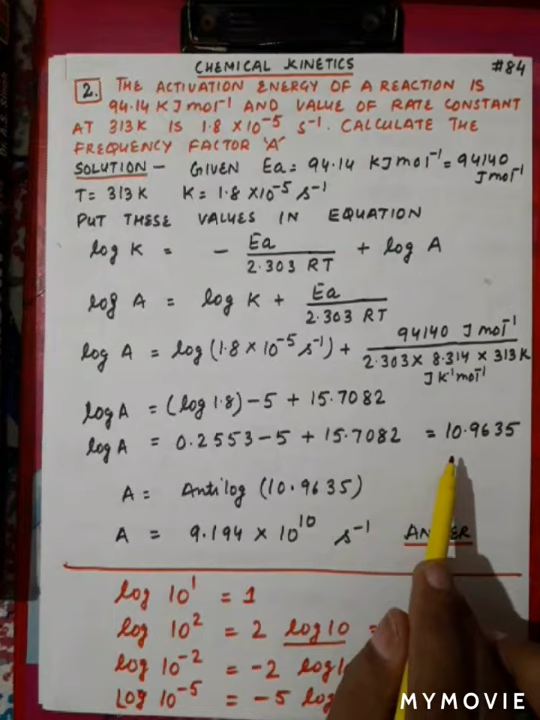 CHEMICAL KINETICS #84
2. THE ACTIVATION ENERGY OF A REACTION IS
94.14 KJ mol⁻¹ AND VALUE OF RATE CONSTANT
AT 313K IS 1.8 × 10⁻⁵ s⁻¹. CALCULATE THE
FREQUENCY FACTOR 'A'
SOLUTION – GIVEN Ea = 94.14 KJ mol⁻¹ = 94140 J mol⁻¹
T = 313K K = 1.8 × 10⁻⁵ s⁻¹
PUT THESE VALUES IN EQUATION
log K = - Ea / 2.303 RT + log A
log A = log K + Ea / 2.303 RT
log A = log (1.8 × 10⁻⁵ s⁻¹) + 94140 J mol⁻¹ / 2.303 × 8.314 × 313K
J K⁻¹ mol⁻¹
log A = (log 1.8) - 5 + 15.7082
log A = 0.2553 - 5 + 15.7082 = 10.9635
A = Antilog (10.9635)
A = 9.194 × 10¹⁰ s⁻¹
log 10¹ = 1
log 10² = 2 log 10 =
log 10⁻² = -2
log 10⁻⁵ = -5 log
MYMOVIE